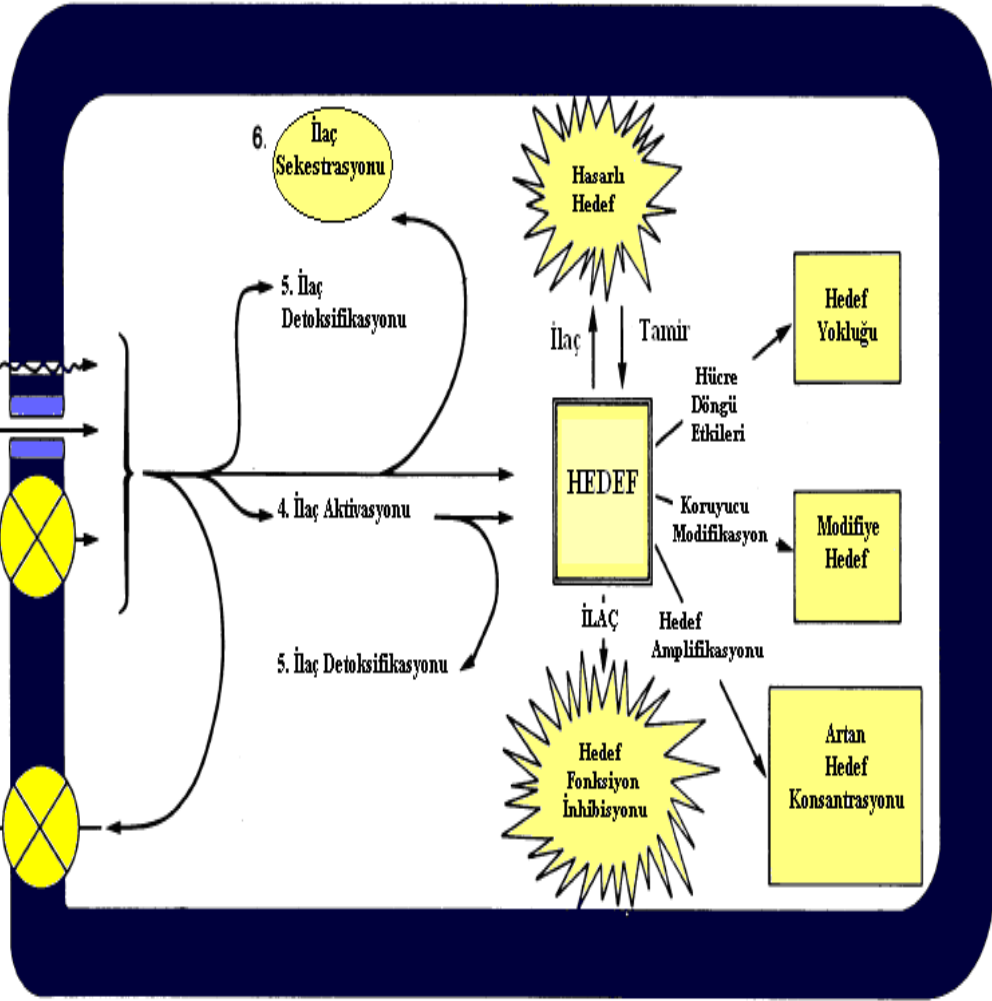 6.
İlaç
Sekestrasyonu
Hasarlı
Hedef
5. İlaç
Detoksifikasyonu
İlaç
Tamir
Hedef
Yokluğu
Hücre
Döngü
Etkileri
HEDEF
4. İlaç Aktivasyonu
Koruyucu
Modifikasyon
Modifiye
Hedef
İLAÇ
Hedef
Amplifikasyonu
5. İlaç Detoksifikasyonu
Hedef
Fonksiyon
İnhibisyonu
Artan
Hedef
Konsantrasyonu